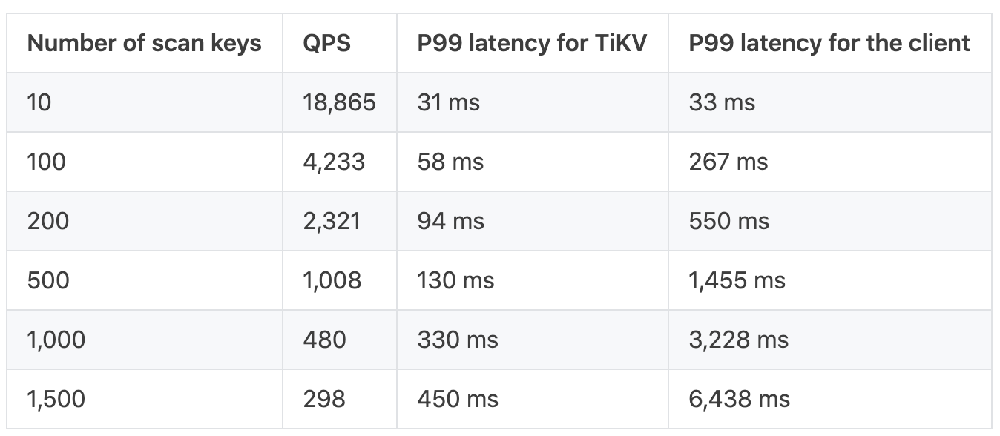 Number of scan keys QPS P99 latency for TiKV P99 latency for the client
10 18,865 31 ms 33 ms
100 4,233 58 ms 267 ms
200 2,321 94 ms 550 ms
500 1,008 130 ms 1,455 ms
1,000 480 330 ms 3,228 ms
1,500 298 450 ms 6,438 ms